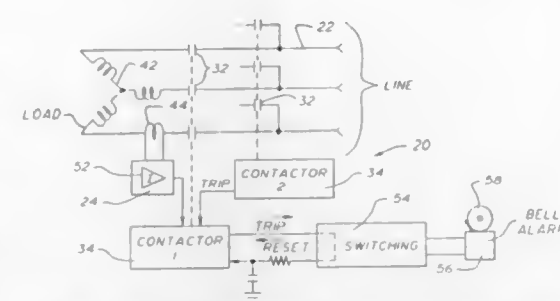 22
42
32
LINE
44
32
LOAD
20
52
CONTACTOR
2
34
58
24
TRIP
54
BELL
ALARM
TRIP
34
CONTACTOR
1
RESET
SWITCHING
56